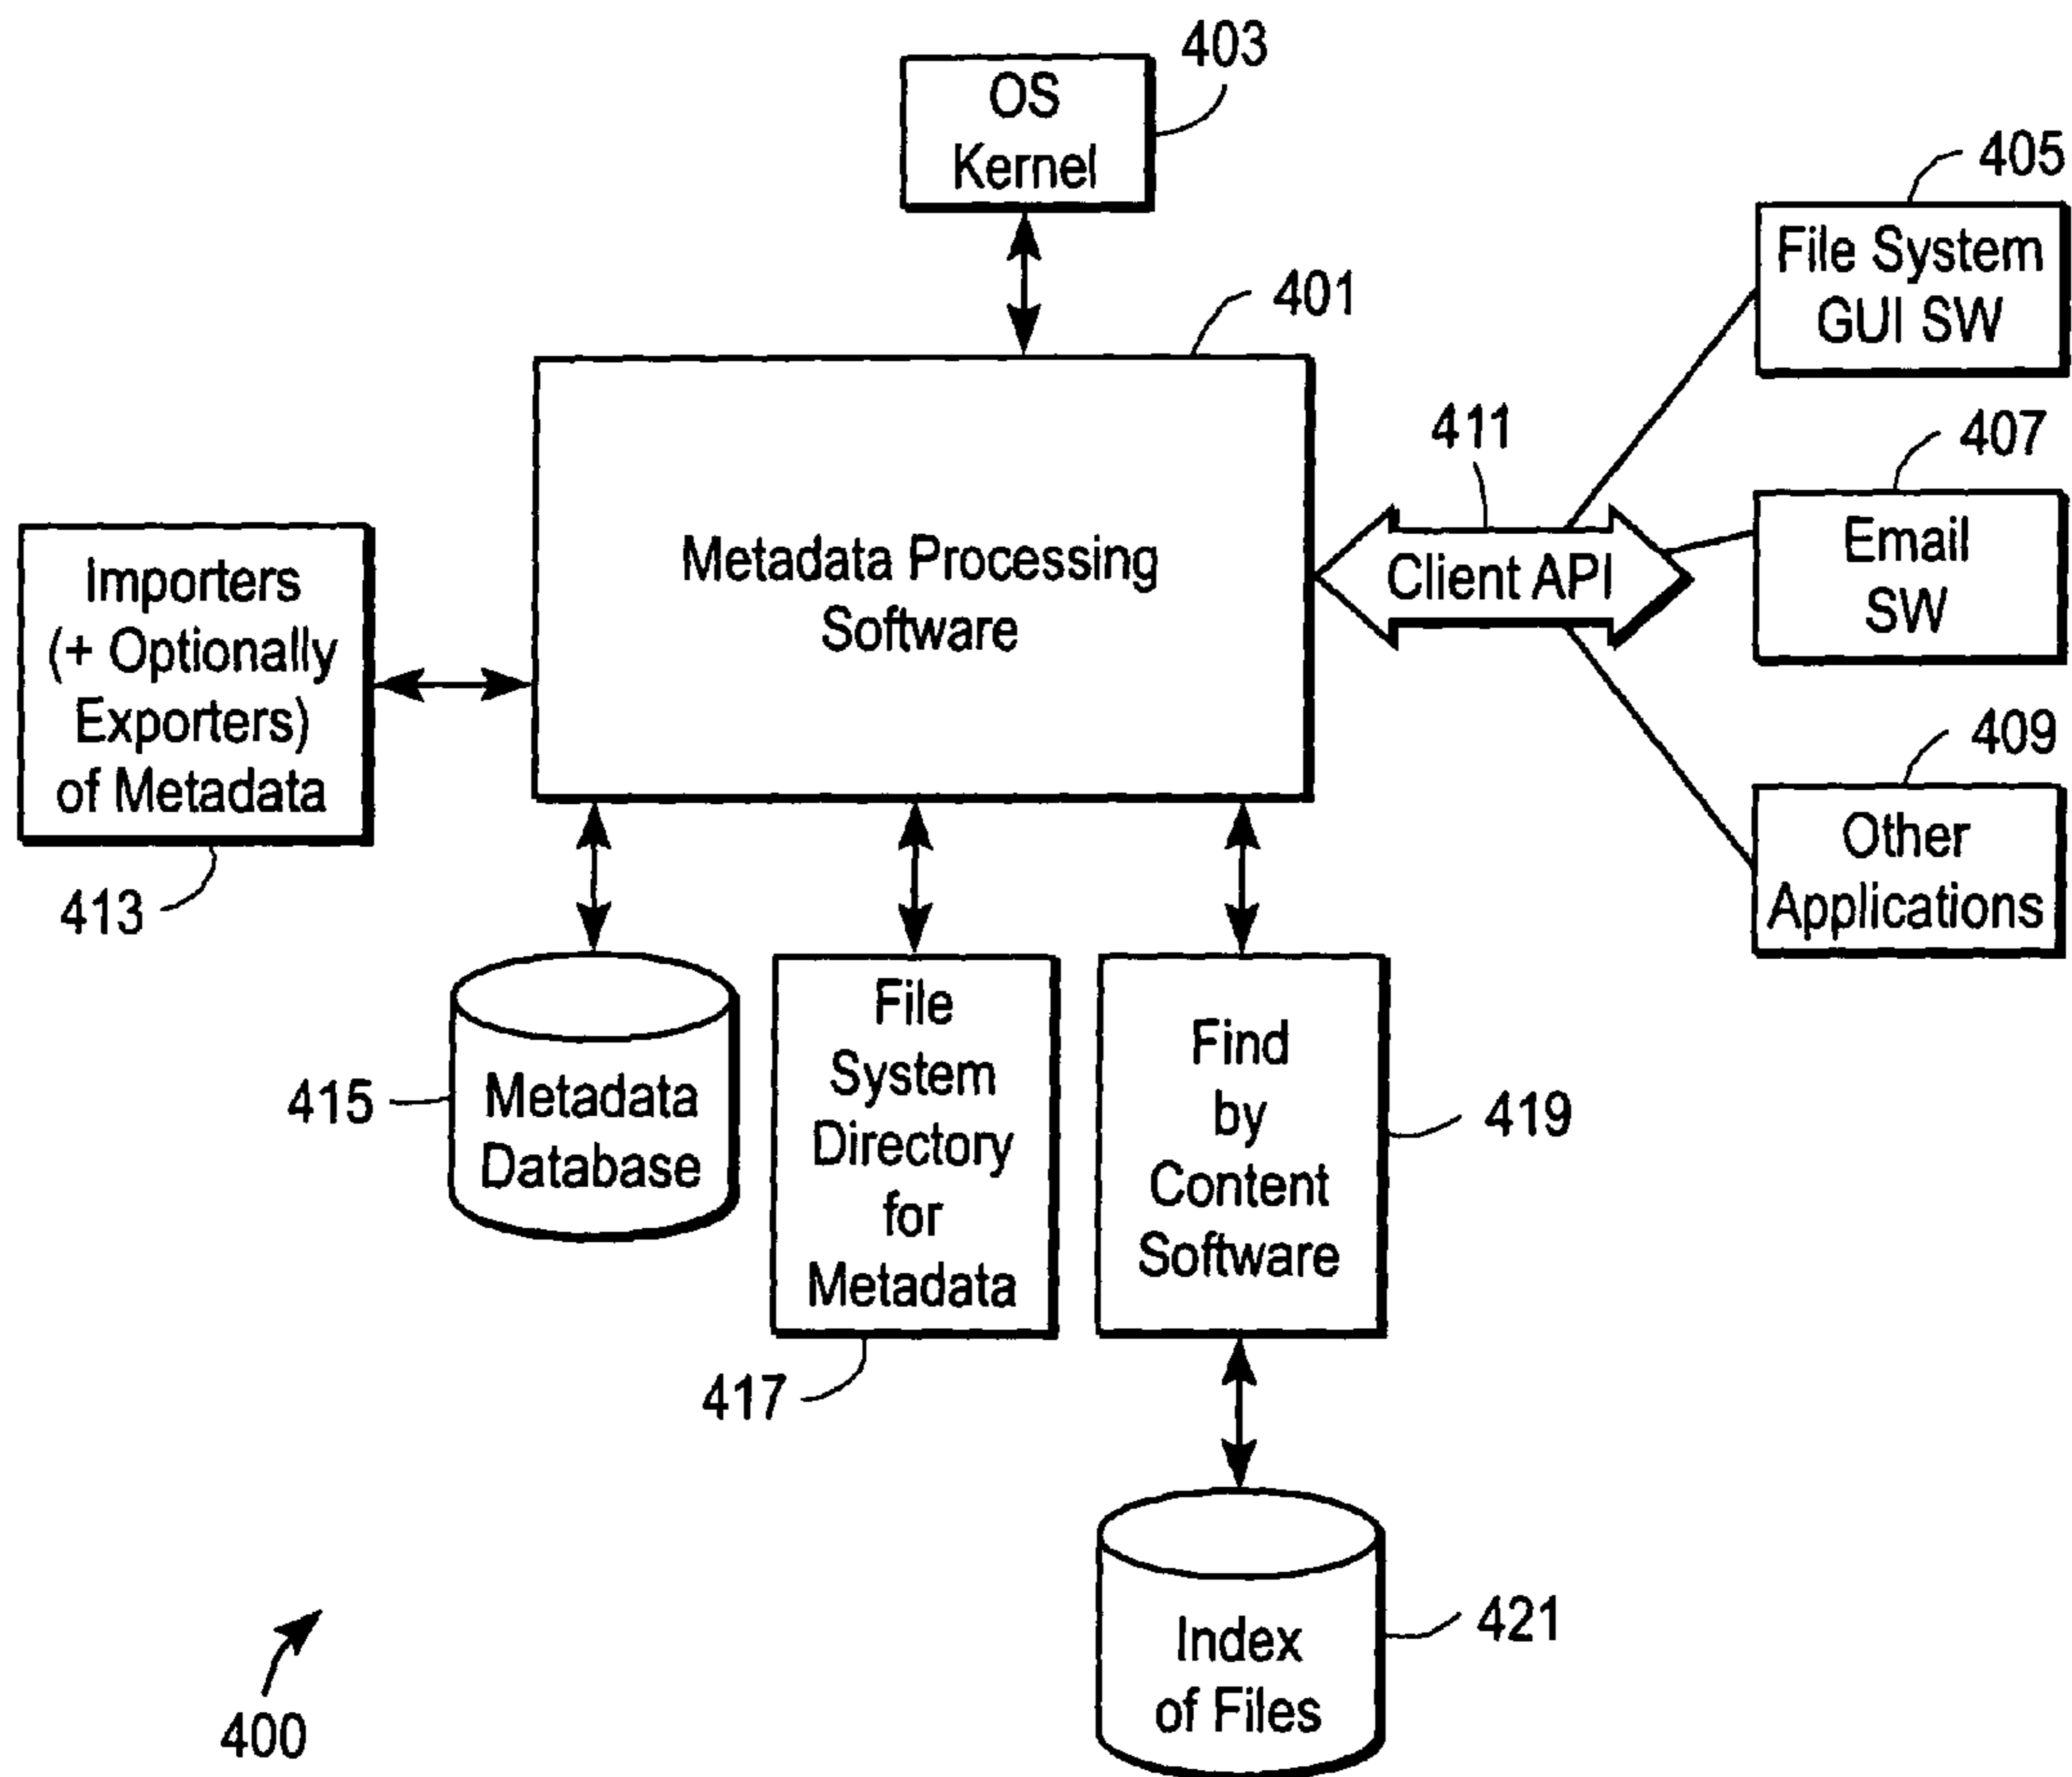 403
OS
Kernel
405
File System
GUI SW
401
411
407
Metadata Processing
Software
Client API
Email
SW
Importers
(+ Optionally
Exporters)
of Metadata
413
409
Other
Applications
415
Metadata
Database
File
System
Directory
for
Metadata
417
Find
by
Content
Software
419
Index
of Files
421
400